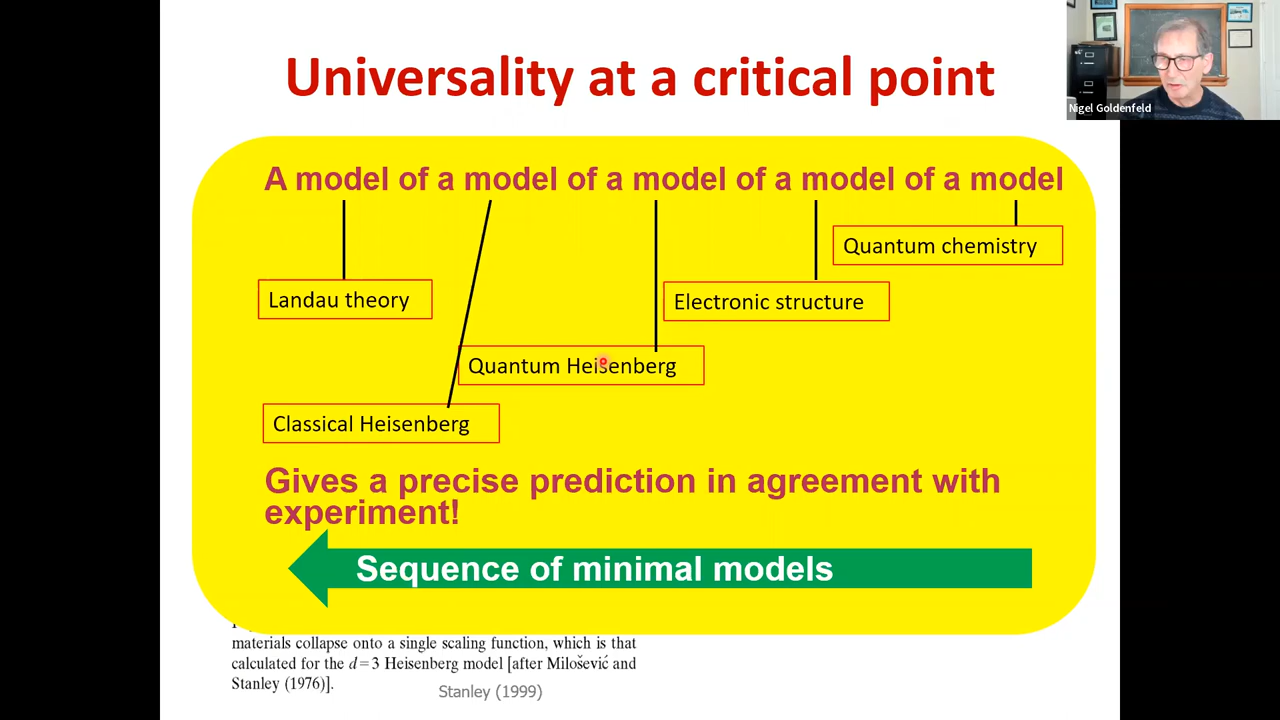 Universality at a critical point
Nigel Goldenfeld
A model of a model of a model of a model of a model
Quantum chemistry
Landau theory
Electronic structure
Quantum Heisenberg
Classical Heisenberg
Gives a precise prediction in agreement with
experiment!
Sequence of minimal models
materials collapse onto a single scaling function, which is that
calculated for the d=3 Heisenberg model [after Milošević and
Stanley (1976)].
Stanley (1999)